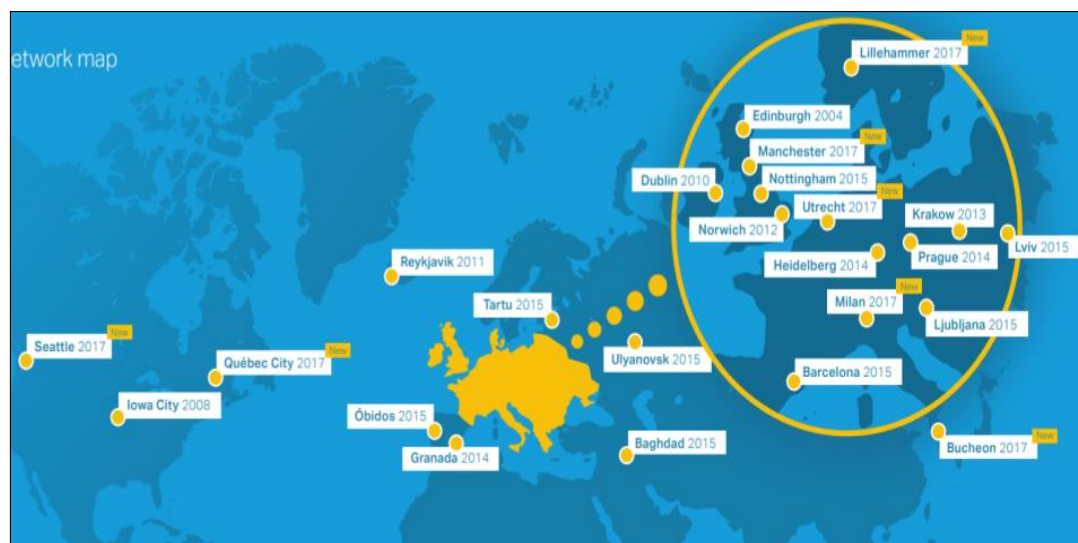 etwork map
New
Lillehammer 2017
Edinburgh 2004
New
Manchester 2017
Dublin 2010
Nottingham 2015
New
Utrecht 2017
Krakow 2013
Norwich 2012
Lviv 2015
Heidelberg 2014
Prague 2014
Reykjavik 2011
New
Milan 2017
Tartu 2015
Ljubljana 2015
New
Seattle 2017
New
Québec City 2017
Ulyanovsk 2015
Barcelona 2015
Iowa City 2008
Óbidos 2015
New
Baghdad 2015
Bucheon 2017
Granada 2014